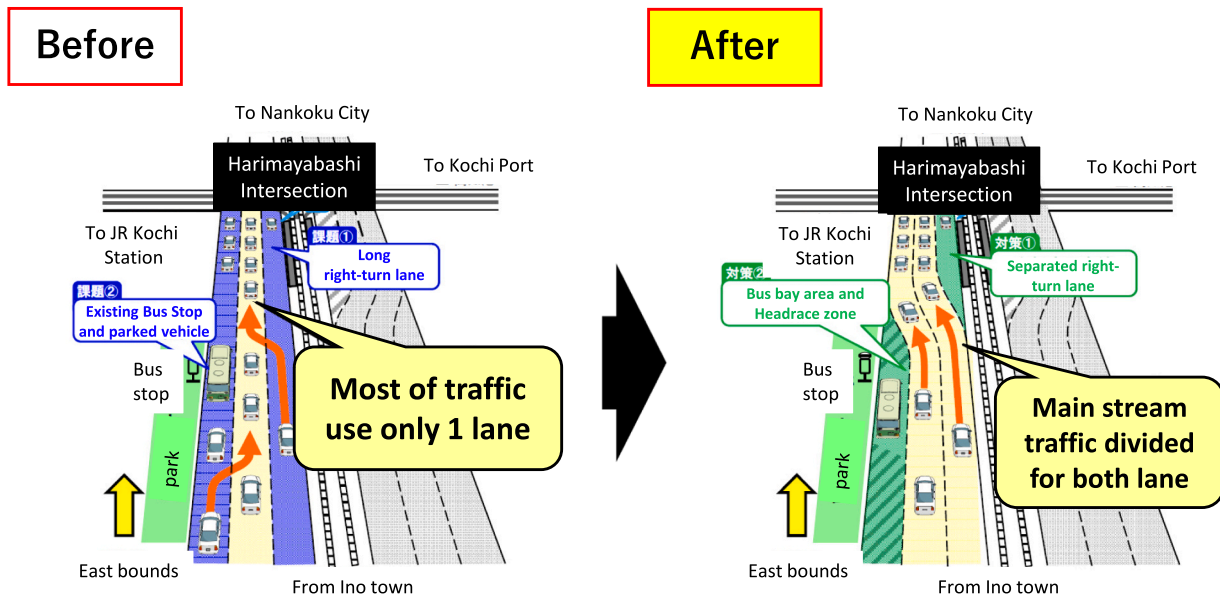 Before
To Nankoku City
Harimayabashi
Intersection
To Kochi Port
To JR Kochi
Station
課題①
Long
right-turn lane
課題②
Existing Bus Stop
and parked vehicle
Bus
stop
Most of traffic
use only 1 lane
park
East bounds
From Ino town
After
To Nankoku City
Harimayabashi
Intersection
To Kochi Port
To JR Kochi
Station
対策①
Separated right-
turn lane
対策②
Bus bay area and
Headrace zone
Bus
stop
Main stream
traffic divided
for both lane
park
East bounds
From Ino town